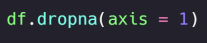 df.dropna(axis = 1)